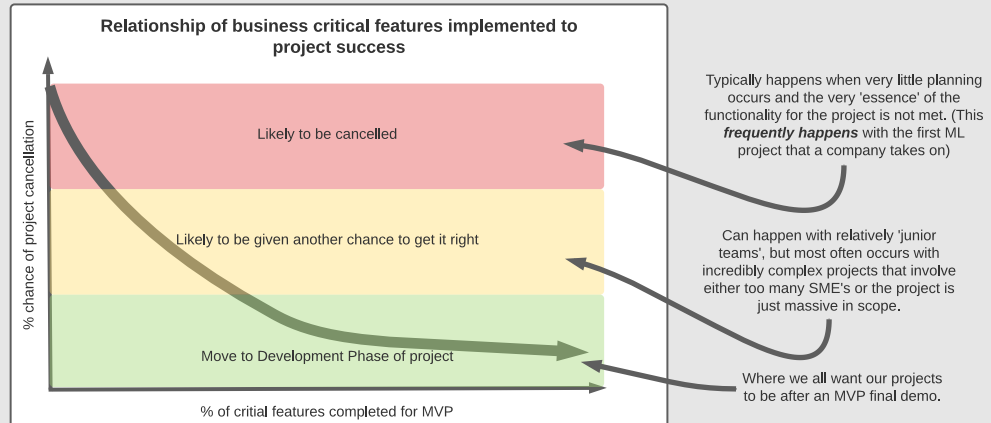 Relationship of business critical features implemented to
project success
% chance of project cancellation
Likely to be cancelled
Likely to be given another chance to get it right
Move to Development Phase of project
% of critial features completed for MVP
Typically happens when very little planning
occurs and the very 'essence' of the
functionality for the project is not met. (This
frequently happens with the first ML
project that a company takes on)
Can happen with relatively 'junior
teams', but most often occurs with
incredibly complex projects that involve
either too many SME's or the project is
just massive in scope.
Where we all want our projects
to be after an MVP final demo.